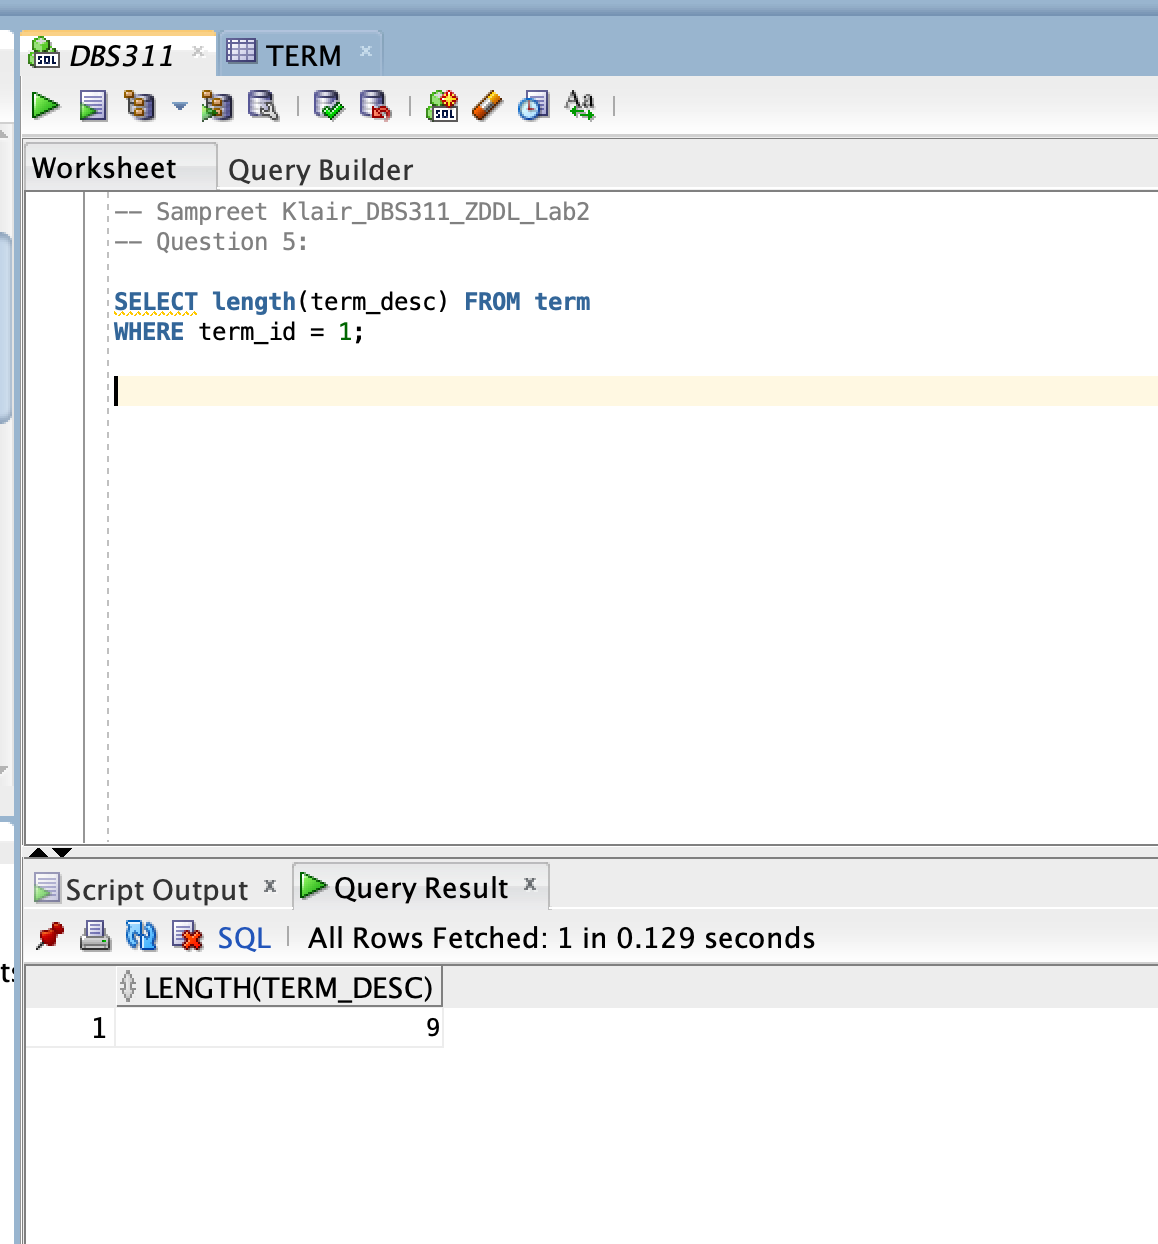 DBS311 x TERM x
Worksheet Query Builder
-- Sampreet Klair_DBS311_ZDDL_Lab2
-- Question 5:
SELECT length(term_desc) FROM term
WHERE term_id = 1;
Script Output x Query Result x
SQL All Rows Fetched: 1 in 0.129 seconds
LENGTH(TERM_DESC)
1 9